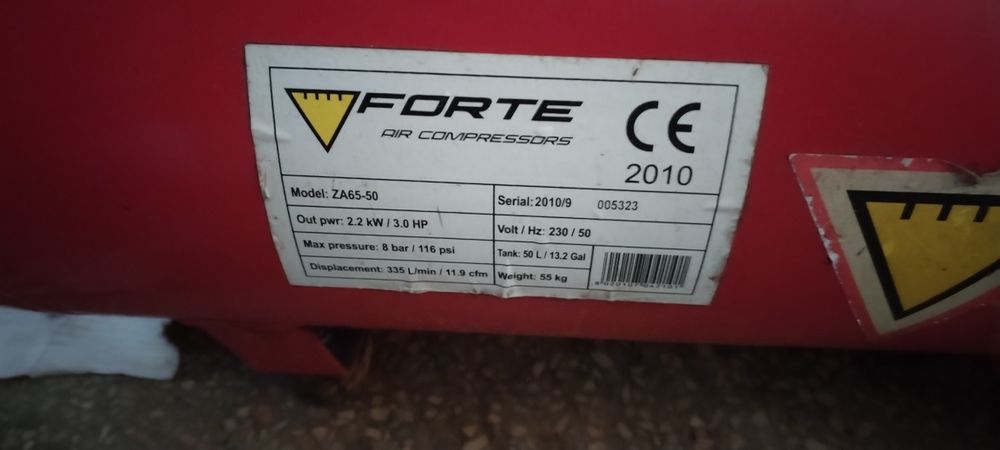 FORTE
AIR COMPRESSORS
CE
2010
Model: ZA65-50
Serial: 2010/9 005323
Out pwr: 2.2 kW / 3.0 HP
Volt / Hz: 230 / 50
Max pressure: 8 bar / 116 psi
Tank: 50 L / 13.2 Gal
Displacement: 335 L/min / 11.9 cfm
Weight: 55 kg